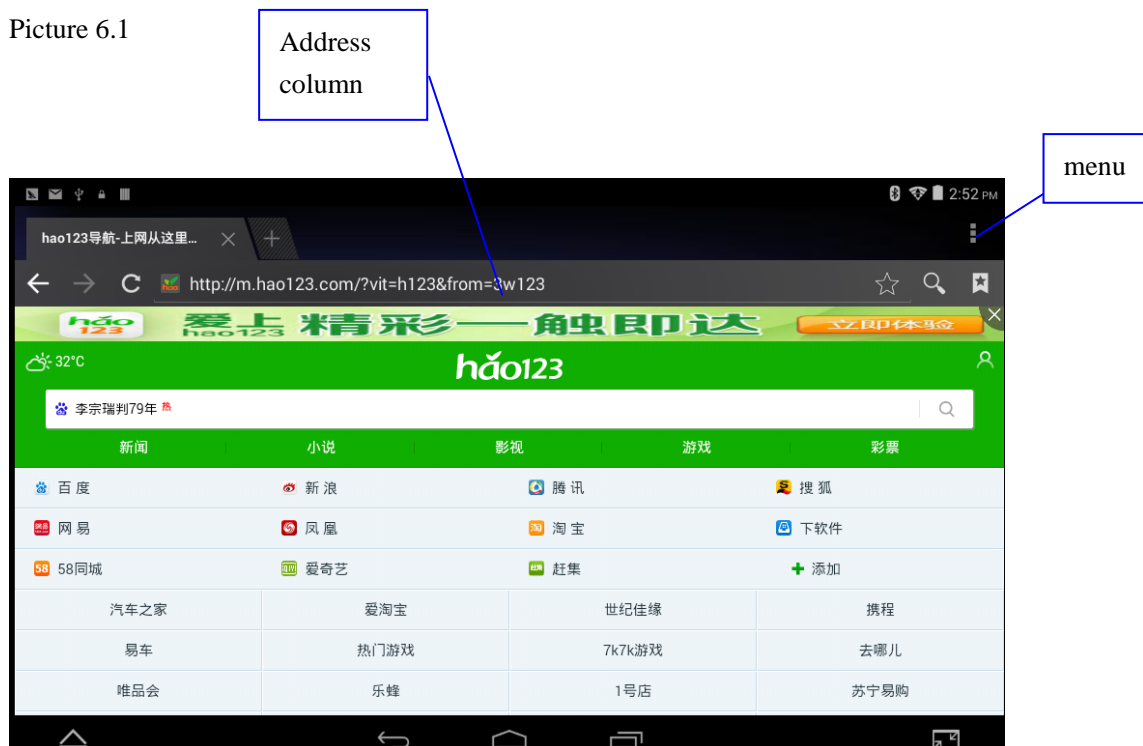 Picture 6.1
Address
column
menu
2:52 PM
hao123导航-上网从这里...
http://m.hao123.com/?vit=h123&from=3w123
hǎo
123
爱上 精彩一触即达
hao123
立即体验
32°C
hǎo123
李宗瑞判79年 热
新闻 小说 影视 游戏 彩票
百度 新浪 腾讯 搜狐
网易 凤凰 淘宝 下软件
58 58同城 爱奇艺 赶集 添加
汽车之家 爱淘宝 世纪佳缘 携程
易车 热门游戏 7k7k游戏 去哪儿
唯品会 乐蜂 1号店 苏宁易购